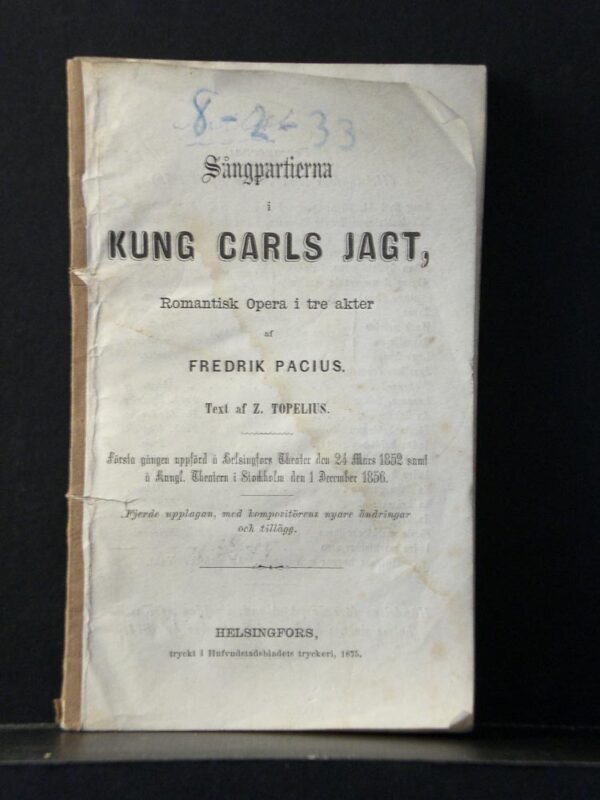 8-2-33
Sångpartierna
i
KUNG CARLS JAGT,
Romantisk Opera i tre akter
af
FREDRIK PACIUS.
Text af Z. TOPELIUS.
Första gången uppförd å Helsingfors Theater den 24 Mars 1852 samt
å Kungl. Theatern i Stockholm den 1 December 1856.
Fjerde upplagan, med kompositörens nyare ändringar
och tillägg.
HELSINGFORS,
tryckt i Hufvudstadsbladets tryckeri, 1875.